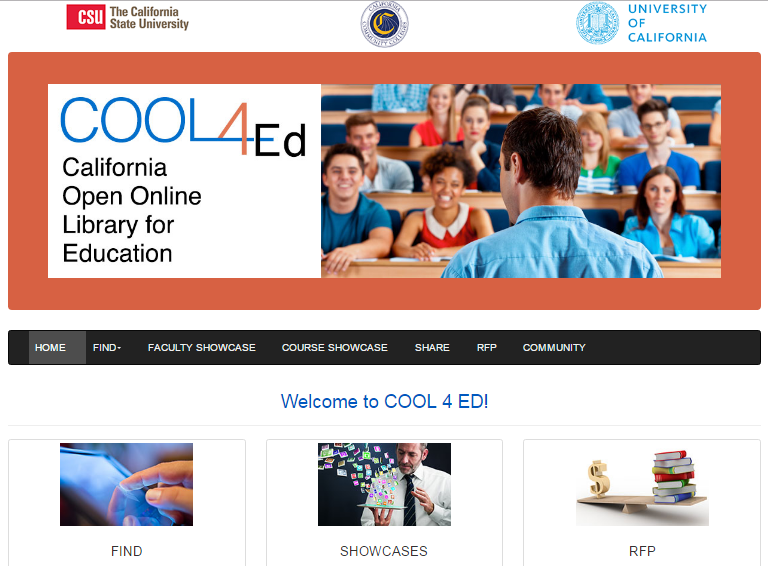 CSU The California
State University
CALIFORNIA
COMMUNITY COLLEGES
UNIVERSITY
OF
CALIFORNIA
COOL4Ed
California
Open Online
Library for
Education
HOME FIND FACULTY SHOWCASE COURSE SHOWCASE SHARE RFP COMMUNITY
Welcome to COOL 4 ED!
FIND SHOWCASES RFP